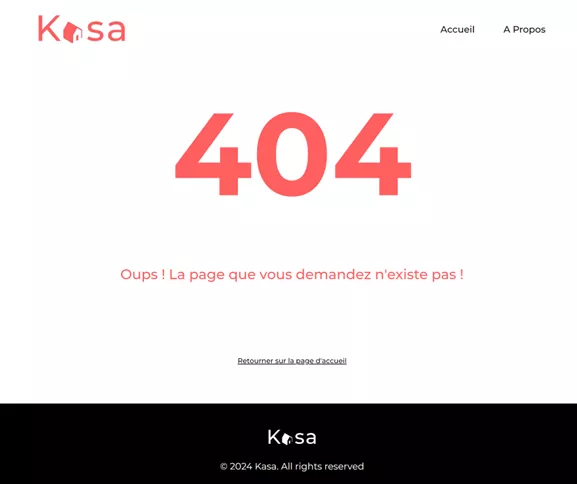 Kasa
Accueil A Propos
404
Oups ! La page que vous demandez n'existe pas !
Retourner sur la page d'accueil
Kasa
© 2024 Kasa. All rights reserved